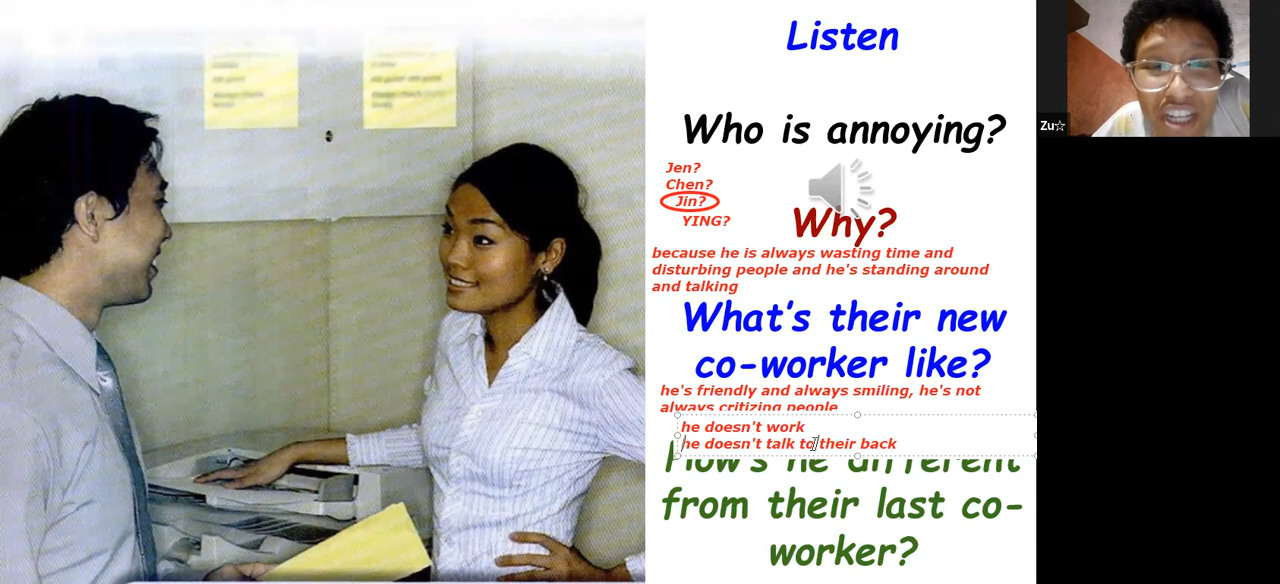 Listen
Who is annoying?
Jen?
Chen?
Jin?
YING?
Why?
because he is always wasting time and
disturbing people and he's standing around
and talking
What's their new
co-worker like?
he's friendly and always smiling, he's not
always critizing people
he doesn't work
he doesn't talk to their back
How's he different
from their last co-
worker?
Zu☆